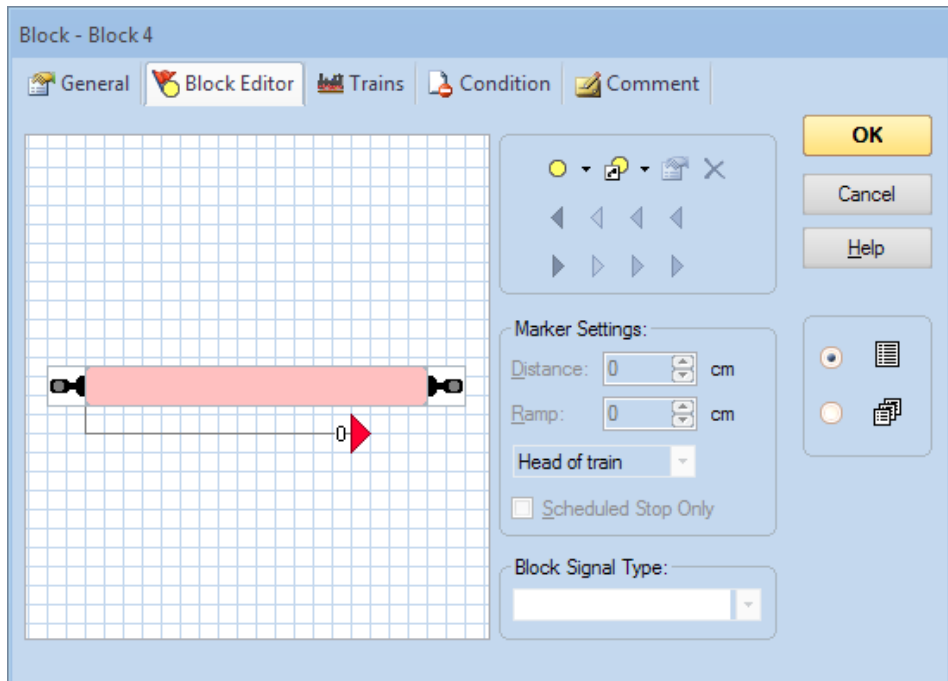 Block - Block 4
General
Block Editor
Trains
Condition
Comment
OK
Cancel
Help
Marker Settings:
Distance: 0 cm
Ramp: 0 cm
Head of train
Scheduled Stop Only
Block Signal Type:
0